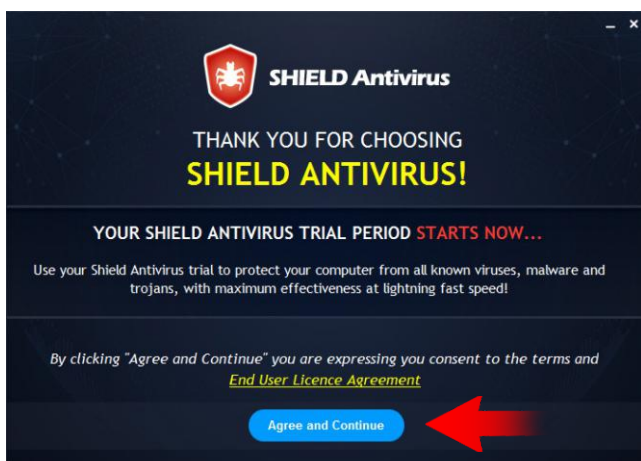 SHIELD Antivirus
THANK YOU FOR CHOOSING
SHIELD ANTIVIRUS!
YOUR SHIELD ANTIVIRUS TRIAL PERIOD STARTS NOW...
Use your Shield Antivirus trial to protect your computer from all known viruses, malware and
trojans, with maximum effectiveness at lightning fast speed!
By clicking "Agree and Continue" you are expressing you consent to the terms and
End User Licence Agreement
Agree and Continue